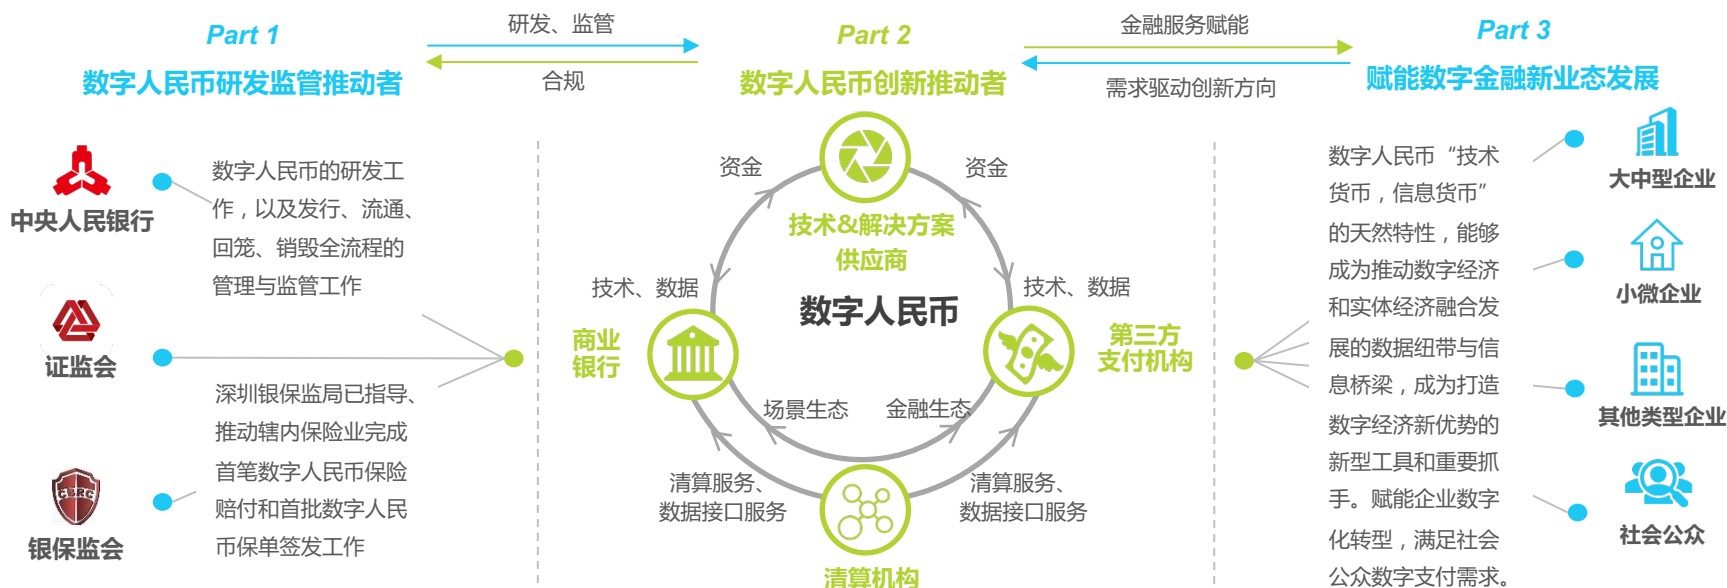 Part 1
数字人民币研发监管推动者
研发、监管
合规
Part 2
数字人民币创新推动者
金融服务赋能
需求驱动创新方向
Part 3
赋能数字金融新业态发展
中央人民银行
数字人民币的研发工
作，以及发行、流通、
回笼、销毁全流程的
管理与监管工作
证监会
深圳银保监局已指导、
推动辖内保险业完成
首笔数字人民币保险
赔付和首批数字人民
币保单签发工作
CBRC
银保监会
资金
资金
技术&解决方案
供应商
数字人民币
技术、数据
技术、数据
商业
银行
第三方
支付机构
场景生态
金融生态
清算服务、
数据接口服务
清算服务、
数据接口服务
清算机构
数字人民币“技术
货币，信息货币”
的天然特性，能够
成为推动数字经济
和实体经济融合发
展的数据纽带与信
息桥梁，成为打造
数字经济新优势的
新型工具和重要抓
手。赋能企业数字
化转型，满足社会
公众数字支付需求。
大中型企业
小微企业
其他类型企业
社会公众